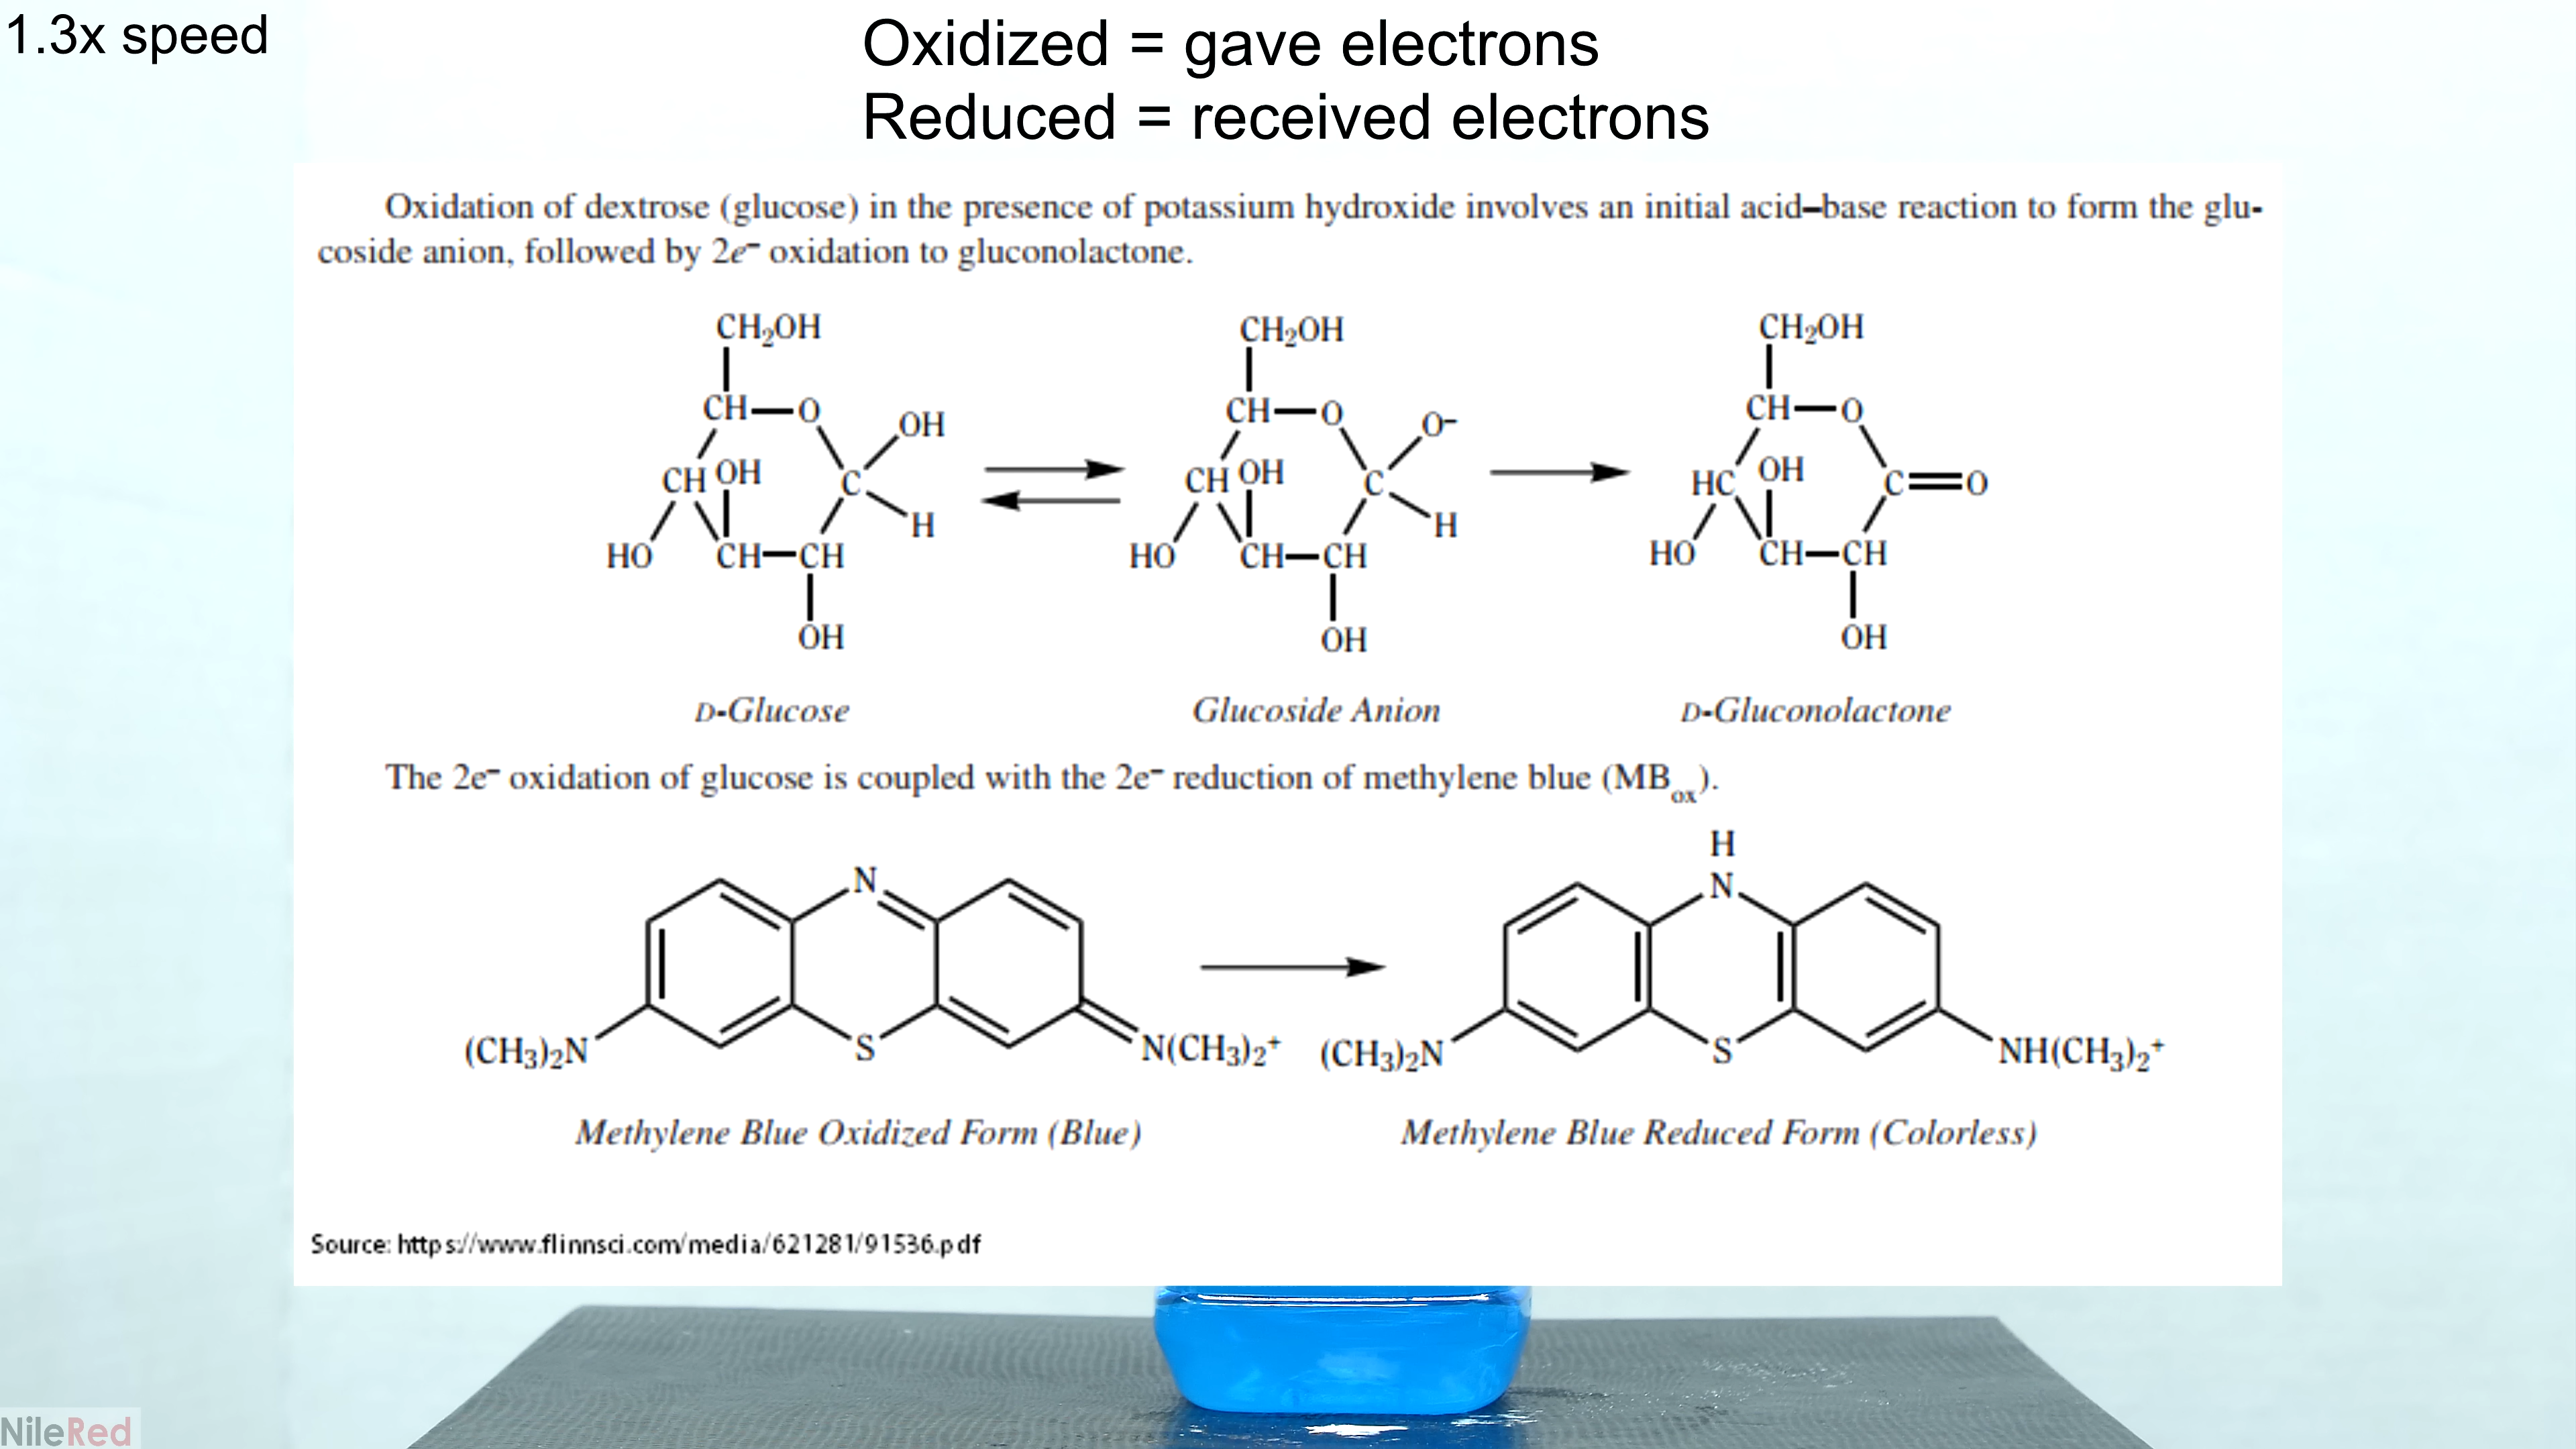 1.3x speed
Oxidized = gave electrons
Reduced = received electrons
Oxidation of dextrose (glucose) in the presence of potassium hydroxide involves an initial acid–base reaction to form the glu-
coside anion, followed by 2e⁻ oxidation to gluconolactone.
CH₂OH
CH
O
OH
CH
OH
C
H
HO
CH
CH
OH
D-Glucose
CH₂OH
CH
O
O⁻
CH
OH
C
H
HO
CH
CH
OH
Glucoside Anion
CH₂OH
CH
O
HC
OH
C
O
HO
CH
CH
OH
D-Gluconolactone
The 2e⁻ oxidation of glucose is coupled with the 2e⁻ reduction of methylene blue (MBₒₓ).
N
(CH₃)₂N
S
N(CH₃)₂⁺
Methylene Blue Oxidized Form (Blue)
H
N
(CH₃)₂N
S
NH(CH₃)₂⁺
Methylene Blue Reduced Form (Colorless)
Source: https://www.flinnsci.com/media/621281/91536.pdf
NileRed